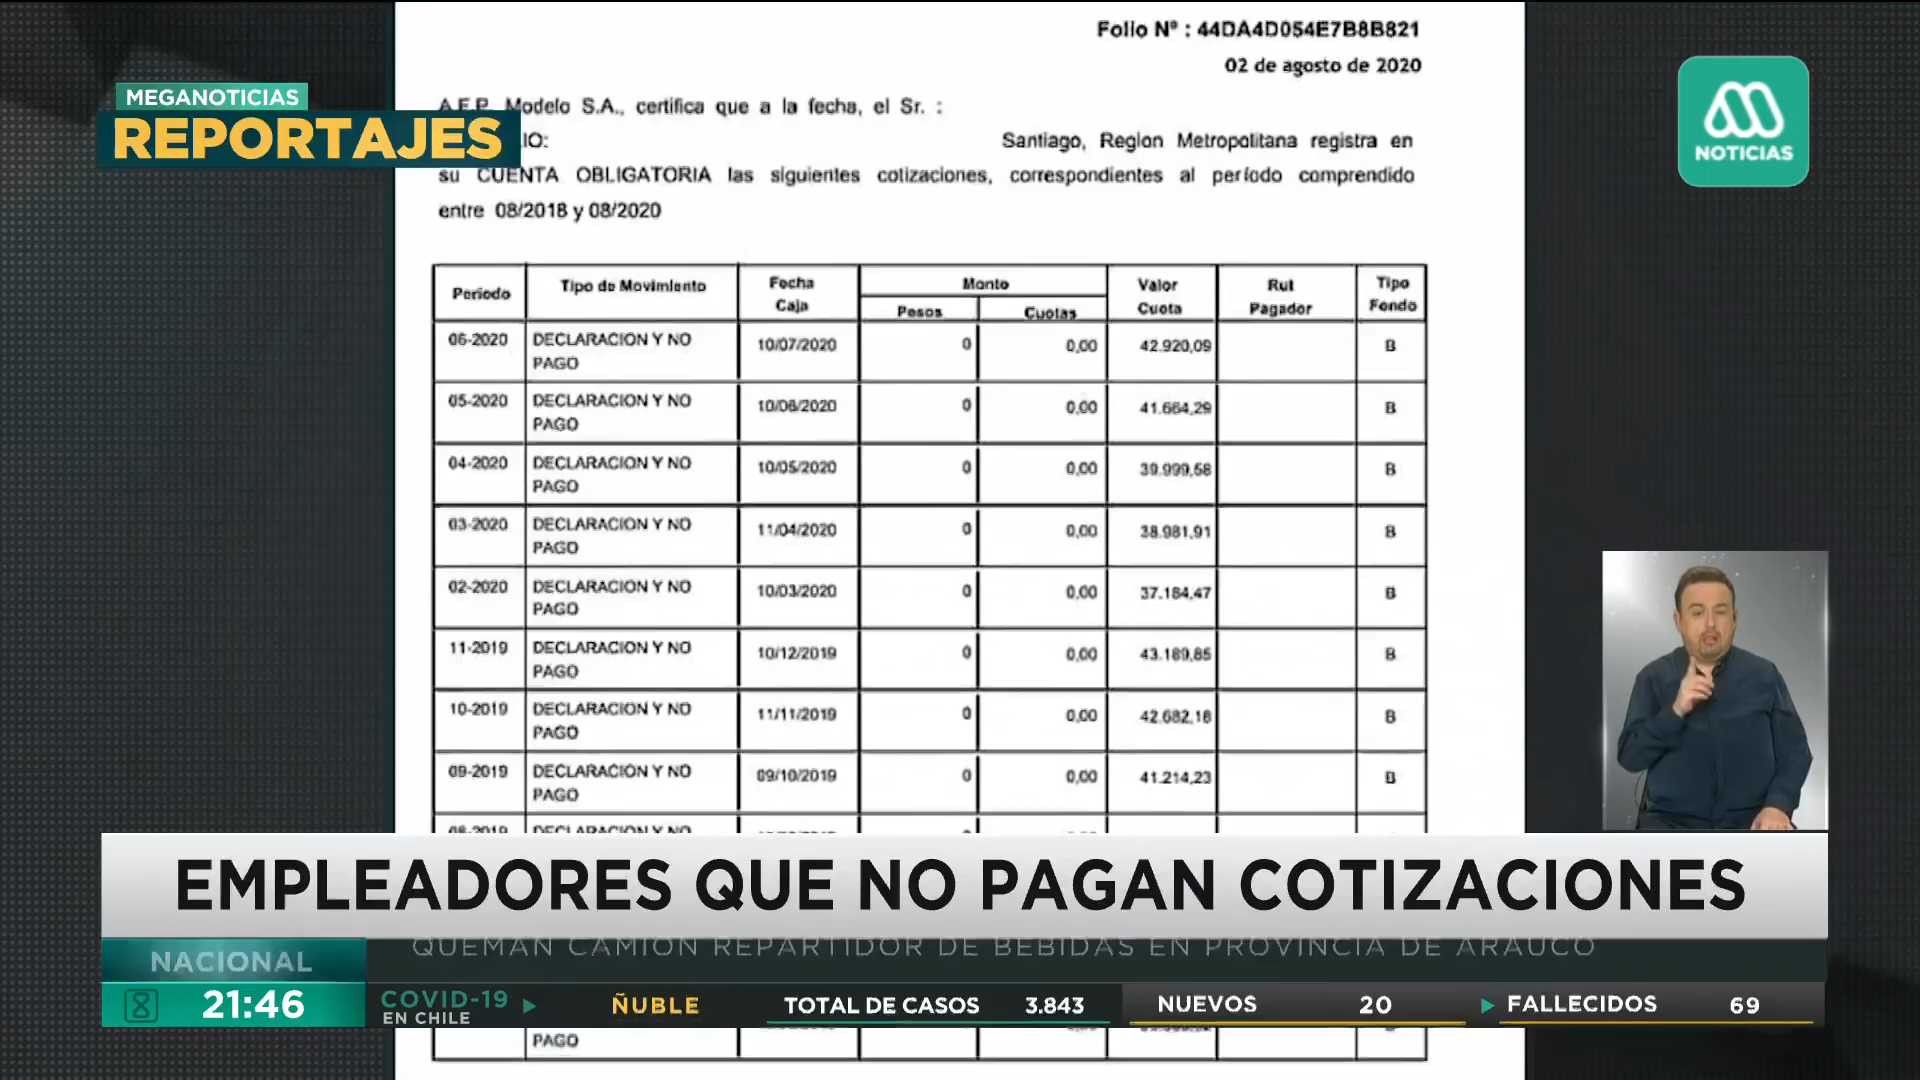 Folio Nº : 44DA4D054E7B8B821
02 de agosto de 2020
MEGANOTICIAS
REPORTAJES
NOTICIAS
A.F.P. Modelo S.A., certifica que a la fecha, el Sr. :
IO: Santiago, Region Metropolitana registra en
su CUENTA OBLIGATORIA las siguientes cotizaciones, correspondientes al período comprendido
entre 08/2018 y 08/2020
Periodo Tipo de Movimiento Fecha Caja Monto Pesos Cuotas Valor Cuota Rut Pagador Tipo Fondo
06-2020 DECLARACION Y NO PAGO 10/07/2020 0 0,00 42.920,09 B
05-2020 DECLARACION Y NO PAGO 10/06/2020 0 0,00 41.664,29 B
04-2020 DECLARACION Y NO PAGO 10/05/2020 0 0,00 39.999,58 B
03-2020 DECLARACION Y NO PAGO 11/04/2020 0 0,00 38.981,91 B
02-2020 DECLARACION Y NO PAGO 10/03/2020 0 0,00 37.184,47 B
11-2019 DECLARACION Y NO PAGO 10/12/2019 0 0,00 43.189,85 B
10-2019 DECLARACION Y NO PAGO 11/11/2019 0 0,00 42.682,18 B
09-2019 DECLARACION Y NO PAGO 09/10/2019 0 0,00 41.214,23 B
08-2019 DECLARACION Y NO
EMPLEADORES QUE NO PAGAN COTIZACIONES
NACIONAL QUEMAN CAMIÓN REPARTIDOR DE BEBIDAS EN PROVINCIA DE ARAUCO
21:46 COVID-19 EN CHILE ÑUBLE TOTAL DE CASOS 3.843 NUEVOS 20 FALLECIDOS 69
PAGO